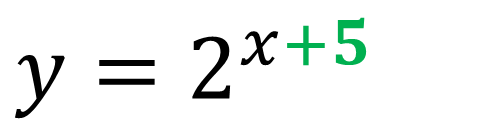 y = 2^{x+5}